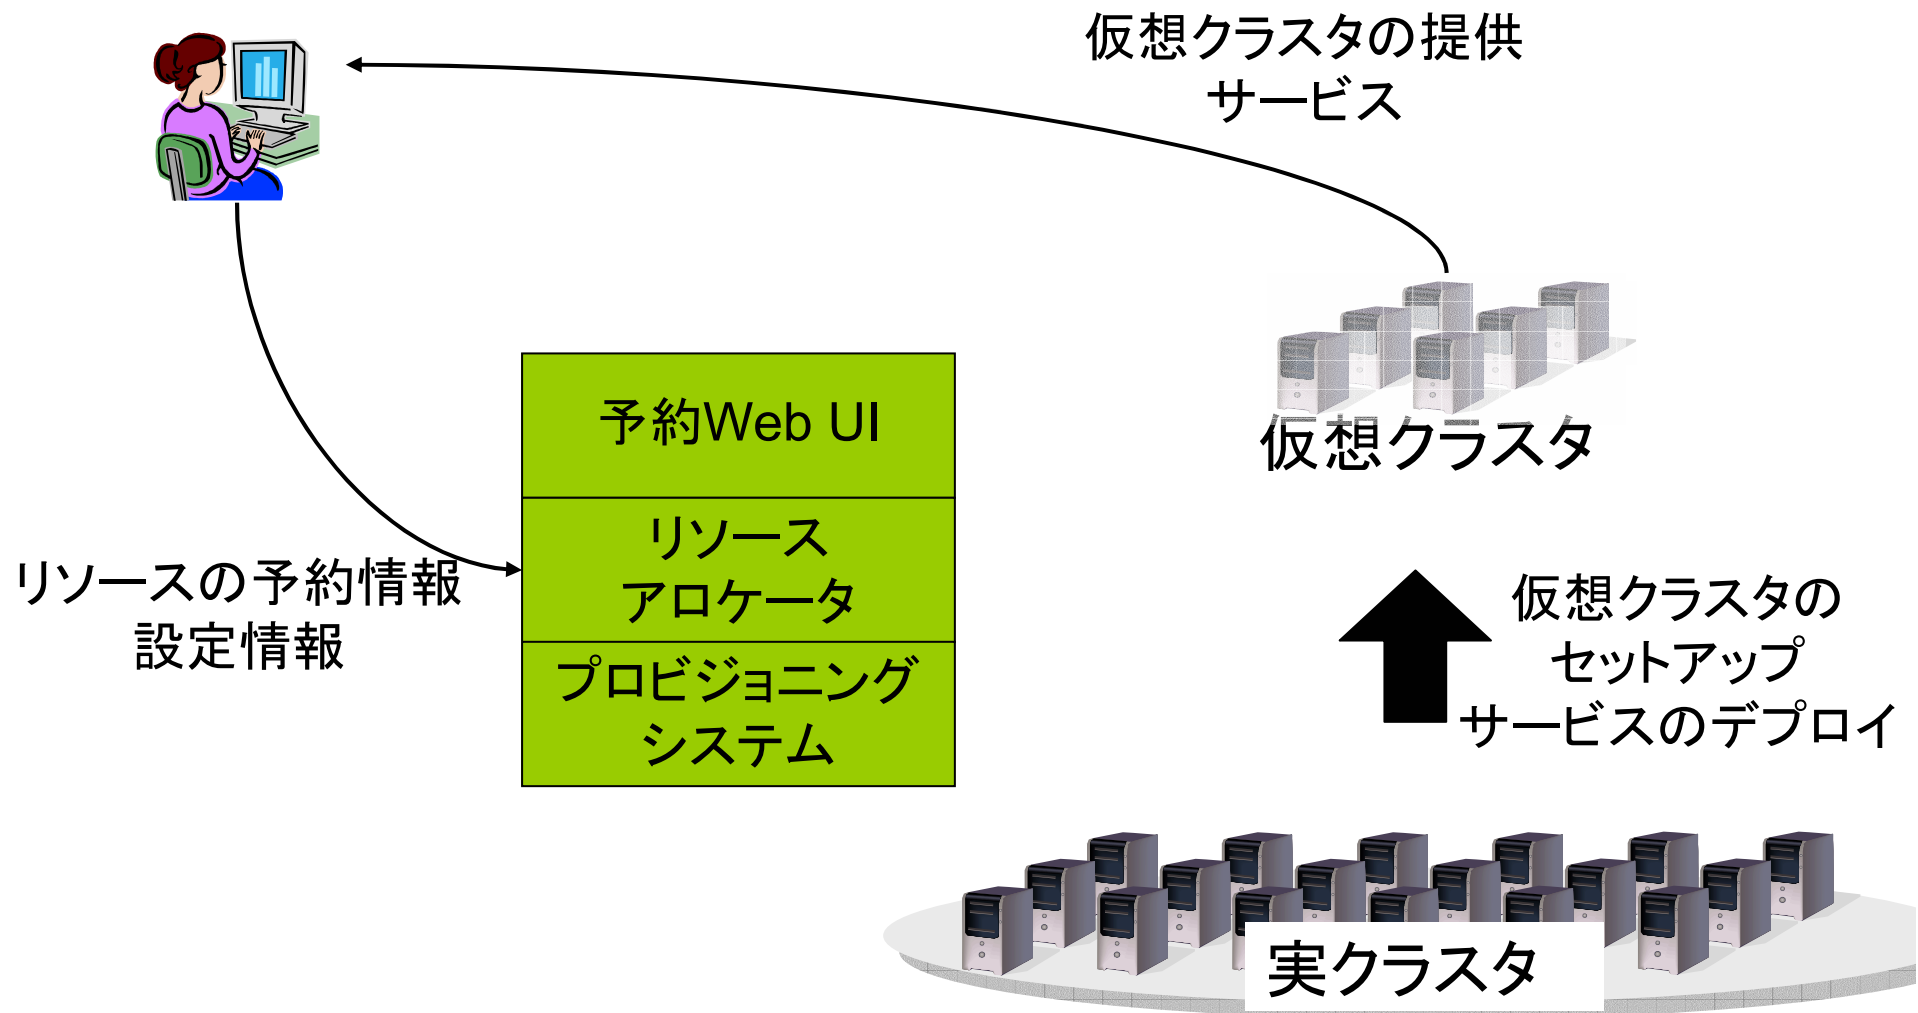 仮想クラスタの提供
サービス
予約Web UI
リソース
アロケータ
プロビジョニング
システム
リソースの予約情報
設定情報
仮想クラスタ
仮想クラスタの
セットアップ
サービスのデプロイ
実クラスタ